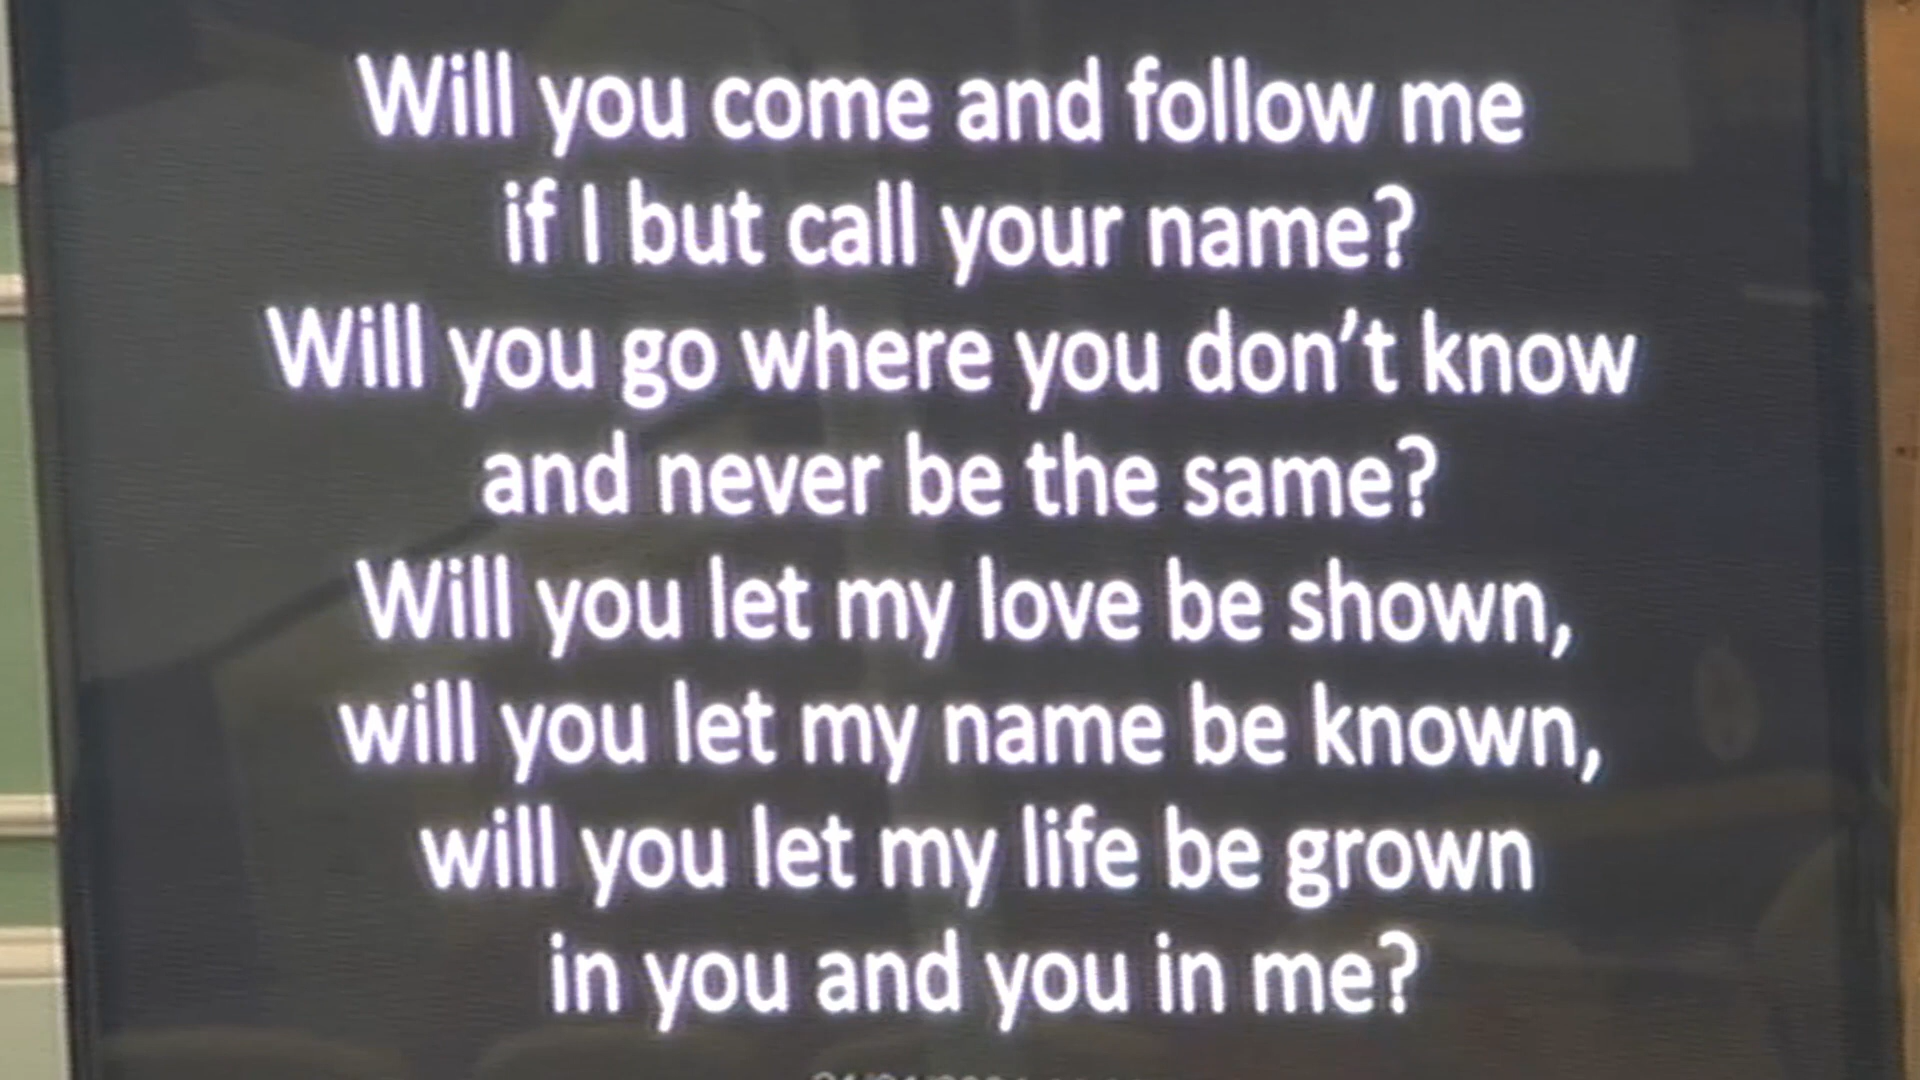 Will you come and follow me
if I but call your name?
Will you go where you don't know
and never be the same?
Will you let my love be shown,
will you let my name be known,
will you let my life be grown
in you and you in me?